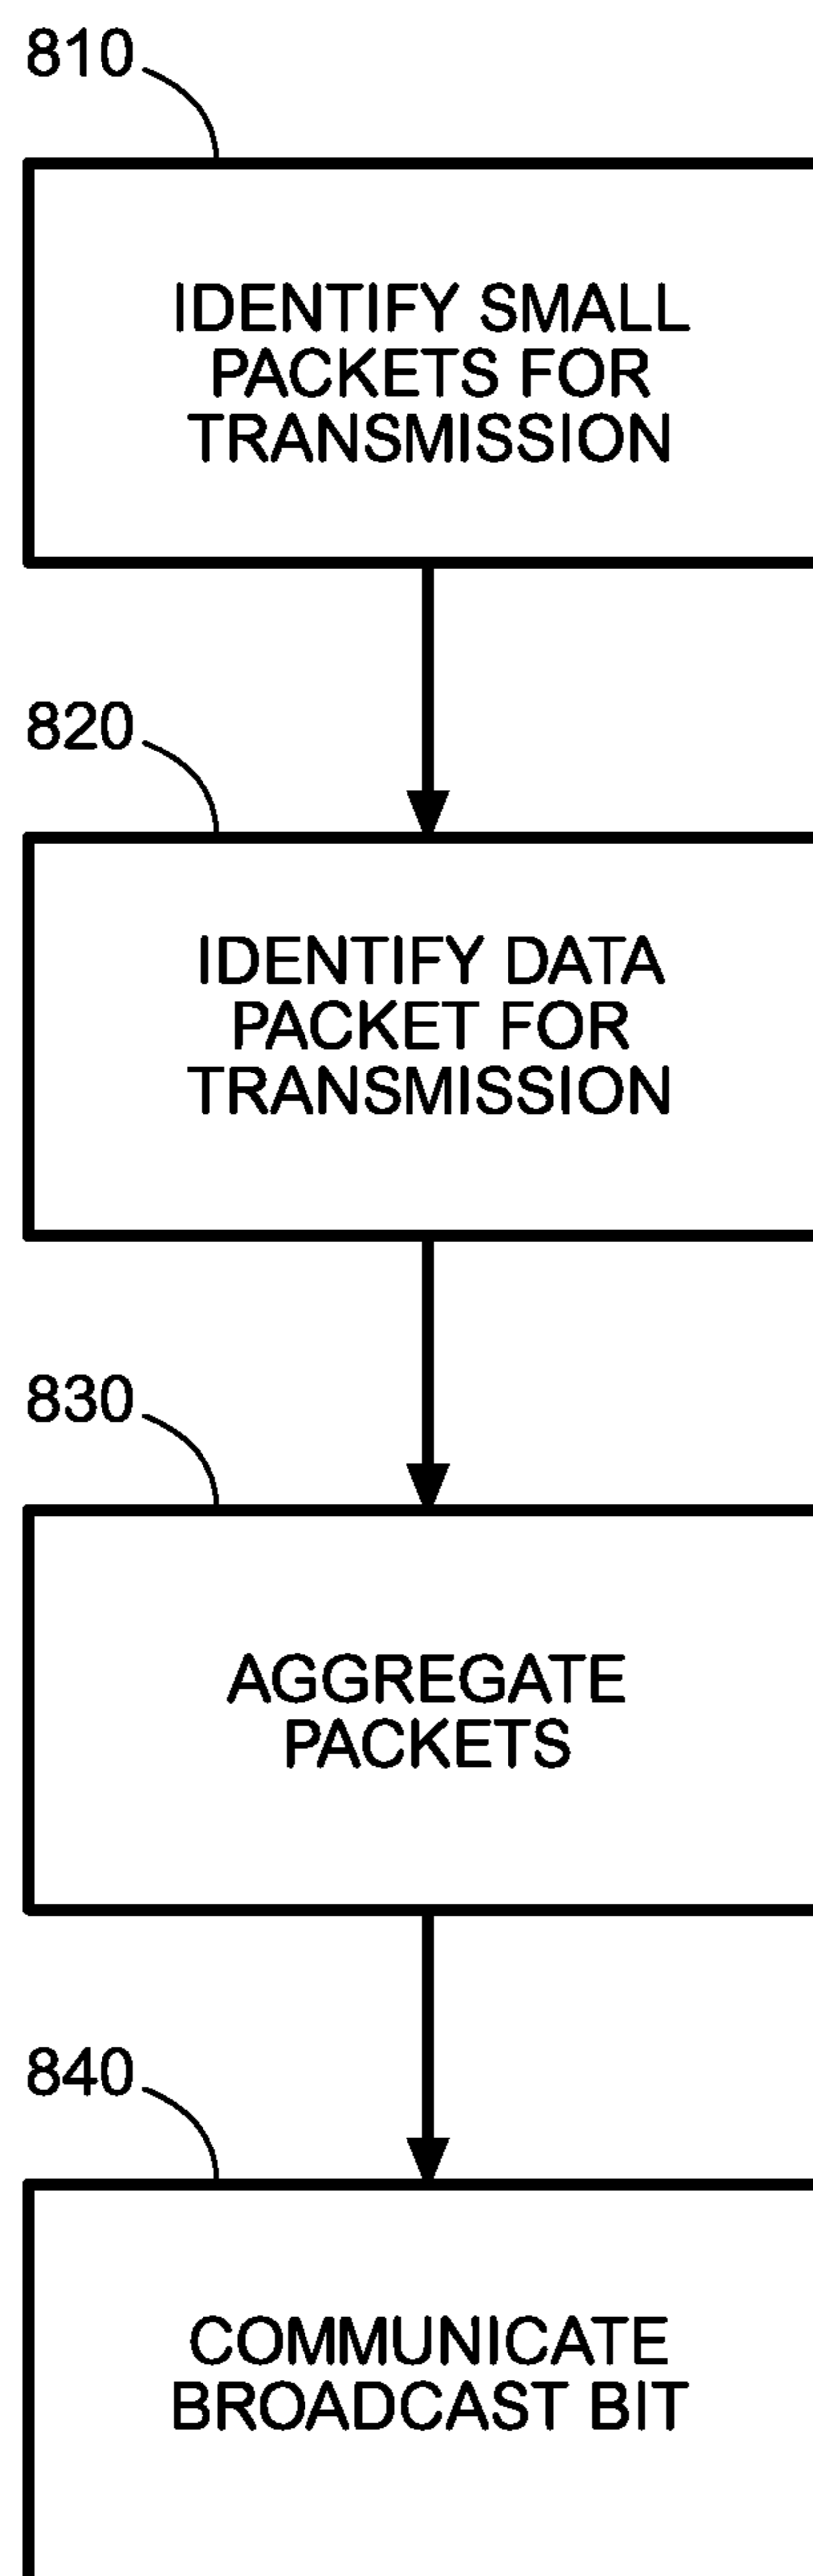 810
IDENTIFY SMALL
PACKETS FOR
TRANSMISSION
820
IDENTIFY DATA
PACKET FOR
TRANSMISSION
830
AGGREGATE
PACKETS
840
COMMUNICATE
BROADCAST BIT